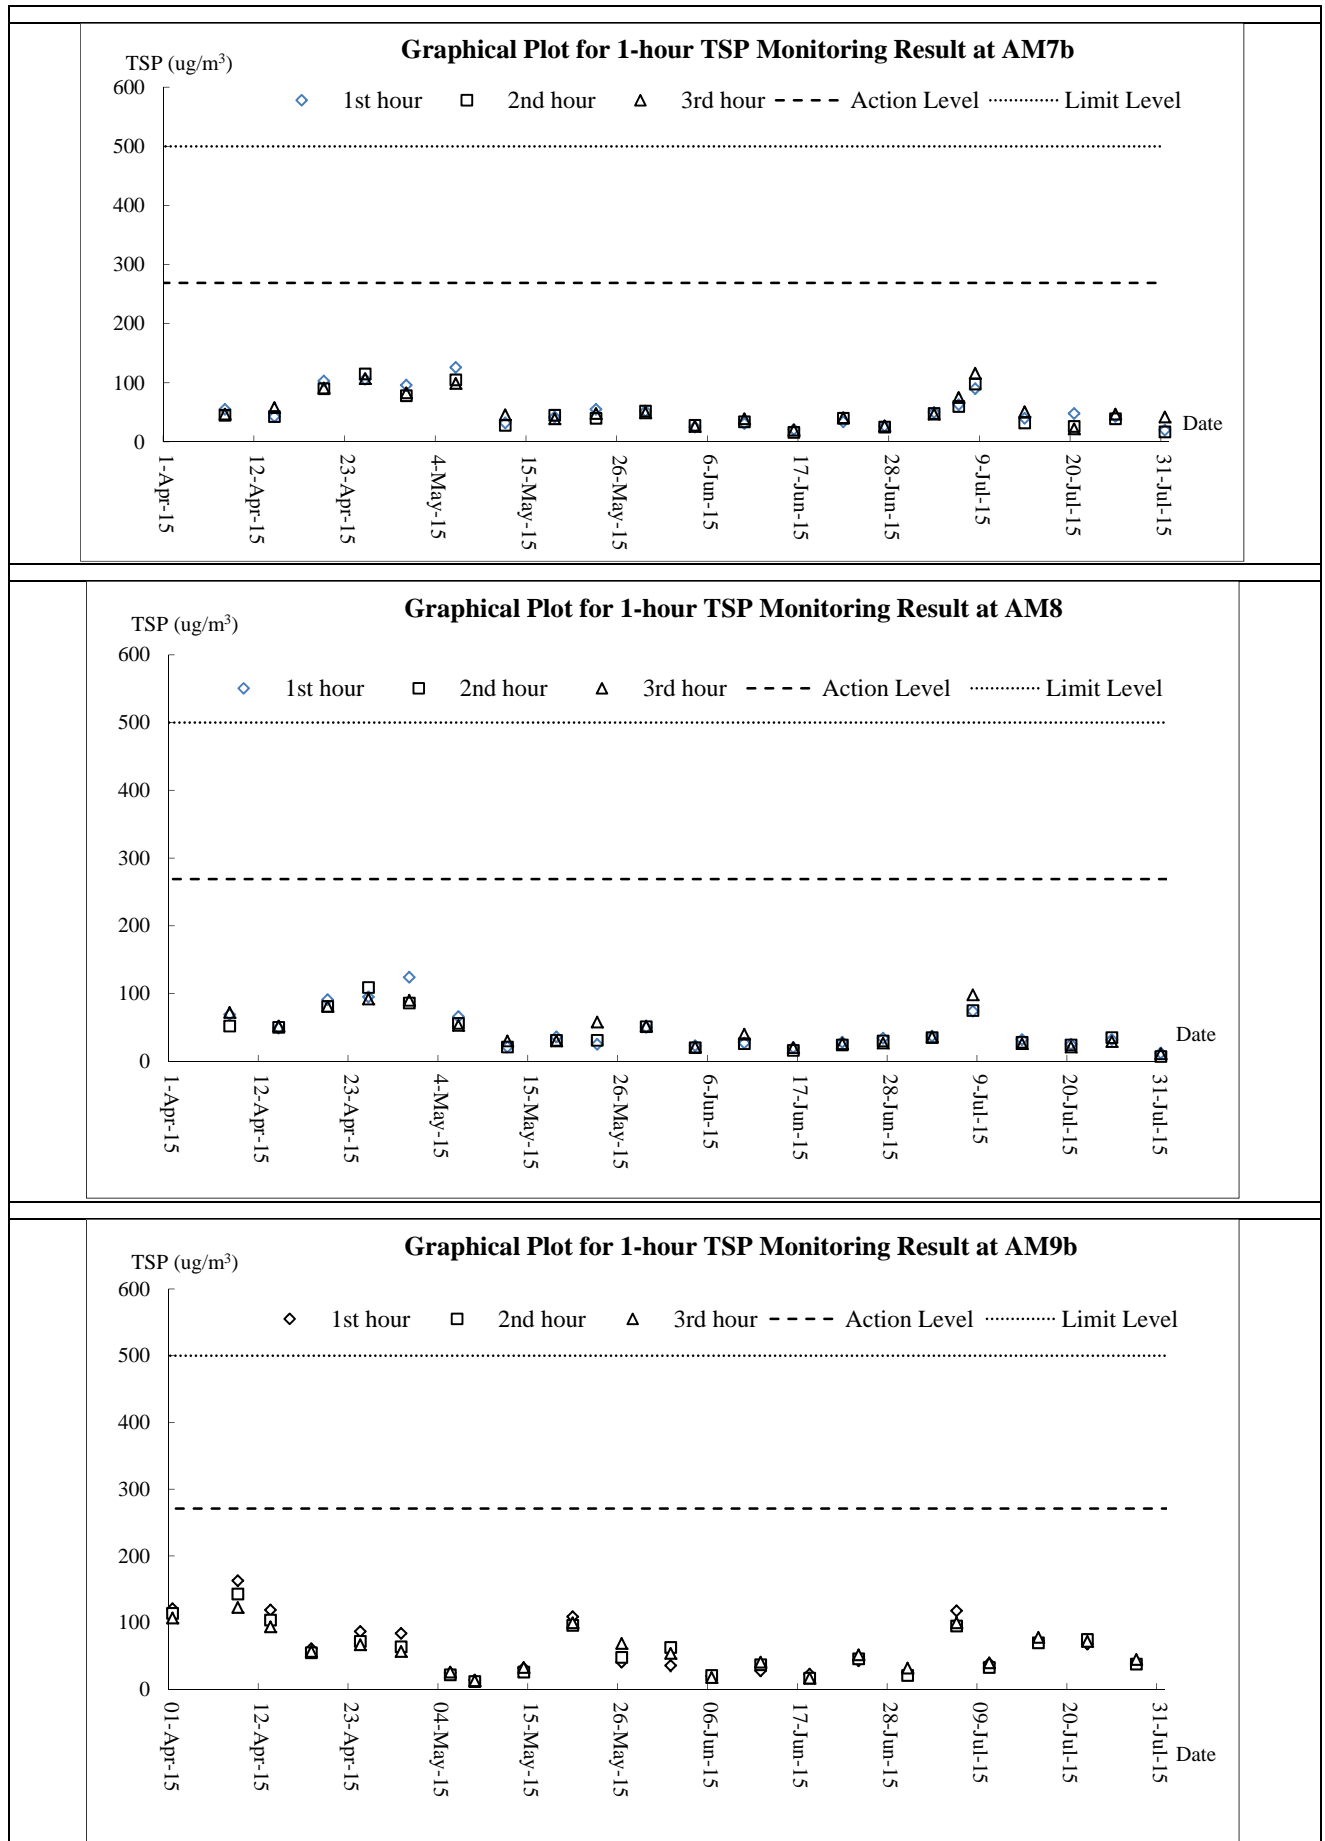 Graphical Plot for 1-hour TSP Monitoring Result at AM7b
TSP (ug/m³)
1st hour 2nd hour 3rd hour Action Level Limit Level
600
500
400
300
200
100
0
Date
1-Apr-15 12-Apr-15 23-Apr-15 4-May-15 15-May-15 26-May-15 6-Jun-15 17-Jun-15 28-Jun-15 9-Jul-15 20-Jul-15 31-Jul-15
Graphical Plot for 1-hour TSP Monitoring Result at AM8
TSP (ug/m³)
600
1st hour 2nd hour 3rd hour Action Level Limit Level
500
400
300
200
100
0
Date
1-Apr-15 12-Apr-15 23-Apr-15 4-May-15 15-May-15 26-May-15 6-Jun-15 17-Jun-15 28-Jun-15 9-Jul-15 20-Jul-15 31-Jul-15
Graphical Plot for 1-hour TSP Monitoring Result at AM9b
TSP (ug/m³)
600
1st hour 2nd hour 3rd hour Action Level Limit Level
500
400
300
200
100
0
01-Apr-15 12-Apr-15 23-Apr-15 04-May-15 15-May-15 26-May-15 06-Jun-15 17-Jun-15 28-Jun-15 09-Jul-15 20-Jul-15 31-Jul-15
Date